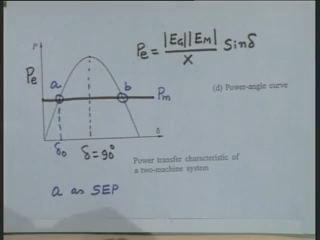 P
Pe
a
b
Pm
δ
δ₀
δ=90°
Pe = |EG||EM| / X Sinδ
(d) Power-angle curve
Power transfer characteristic of
a two-machine system
a as SEP